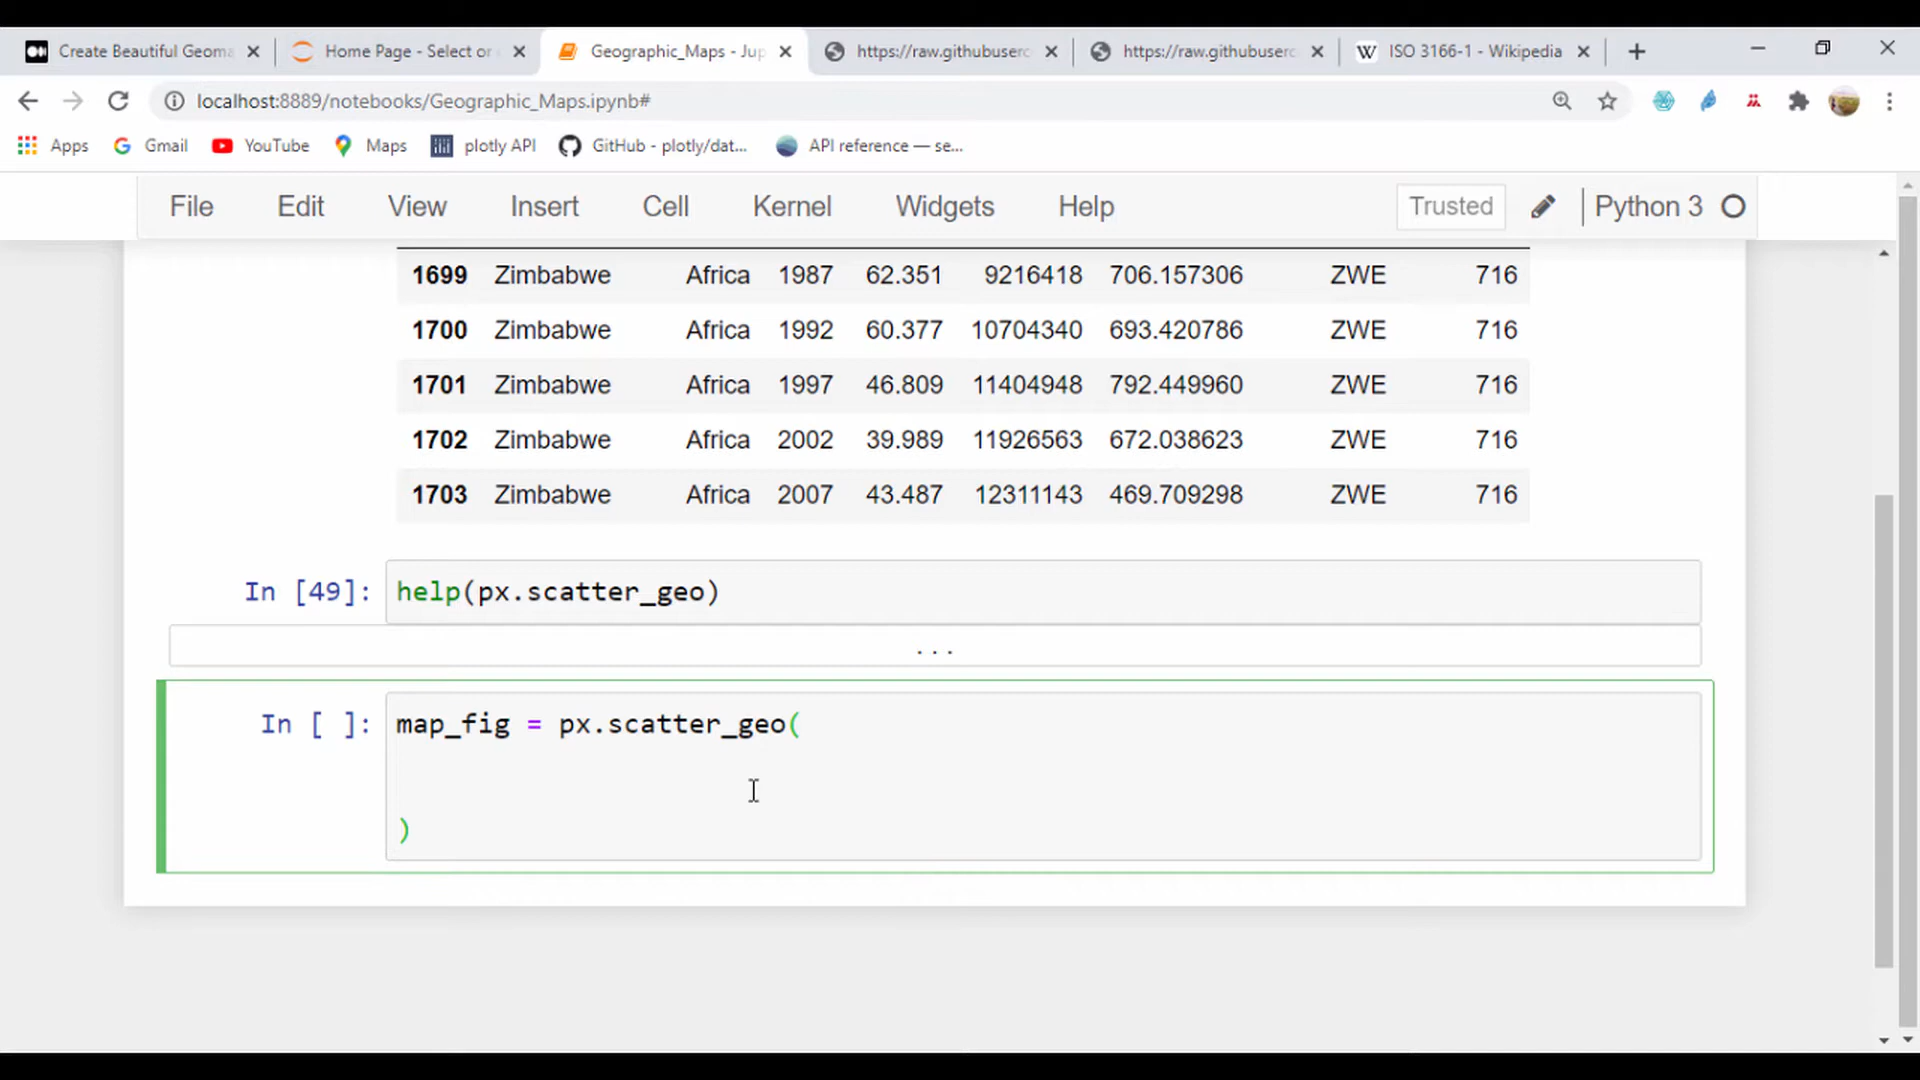 Create Beautiful Geoma
Home Page - Select or
Geographic_Maps - Jup
https://raw.githubuserc
https://raw.githubuserc
ISO 3166-1 - Wikipedia
localhost:8889/notebooks/Geographic_Maps.ipynb#
Apps Gmail YouTube Maps plotly API GitHub - plotly/dat... API reference — se...
File Edit View Insert Cell Kernel Widgets Help Trusted Python 3
1699 Zimbabwe Africa 1987 62.351 9216418 706.157306 ZWE 716
1700 Zimbabwe Africa 1992 60.377 10704340 693.420786 ZWE 716
1701 Zimbabwe Africa 1997 46.809 11404948 792.449960 ZWE 716
1702 Zimbabwe Africa 2002 39.989 11926563 672.038623 ZWE 716
1703 Zimbabwe Africa 2007 43.487 12311143 469.709298 ZWE 716
In [49]: help(px.scatter_geo)
...
In [ ]: map_fig = px.scatter_geo(
)